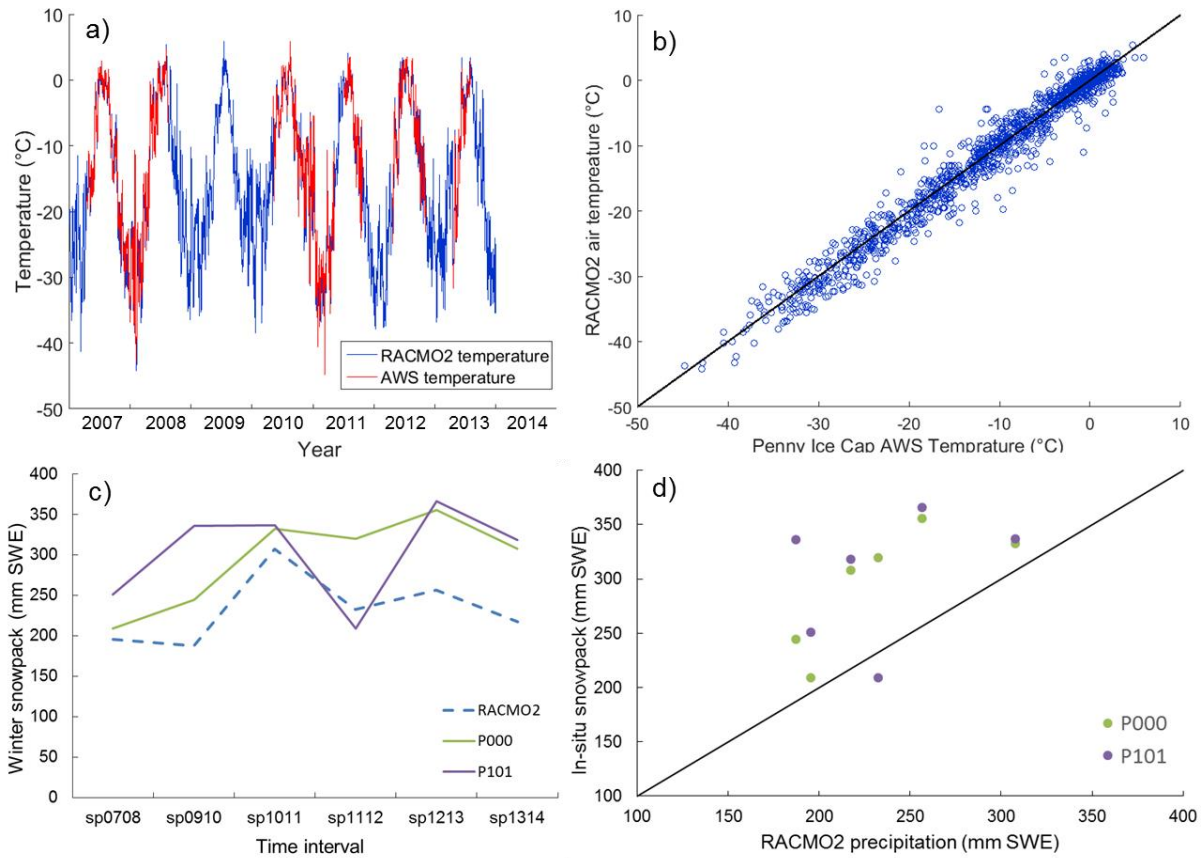 a)
10
0
-10
-20
-30
-40
-50
Temperature (°C)
RACMO2 temperature
AWS temperature
2007 2008 2009 2010 2011 2012 2013 2014
Year
b)
10
0
-10
-20
-30
-40
-50
RACMO2 air tempreature (°C)
-50 -40 -30 -20 -10 0 10
Penny Ice Cap AWS Temprature (°C)
c)
400
350
300
250
200
150
100
50
0
Winter snowpack (mm SWE)
RACMO2
P000
P101
sp0708 sp0910 sp1011 sp1112 sp1213 sp1314
Time interval
d)
400
350
300
250
200
150
100
In-situ snowpack (mm SWE)
P000
P101
100 150 200 250 300 350 400
RACMO2 precipitation (mm SWE)